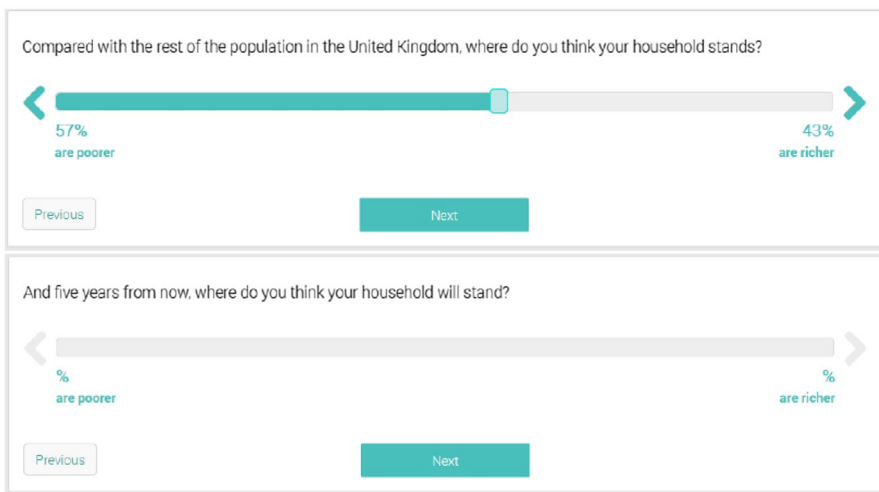 Compared with the rest of the population in the United Kingdom, where do you think your household stands?
57% 43%
are poorer are richer
Previous Next
And five years from now, where do you think your household will stand?
% %
are poorer are richer
Previous Next